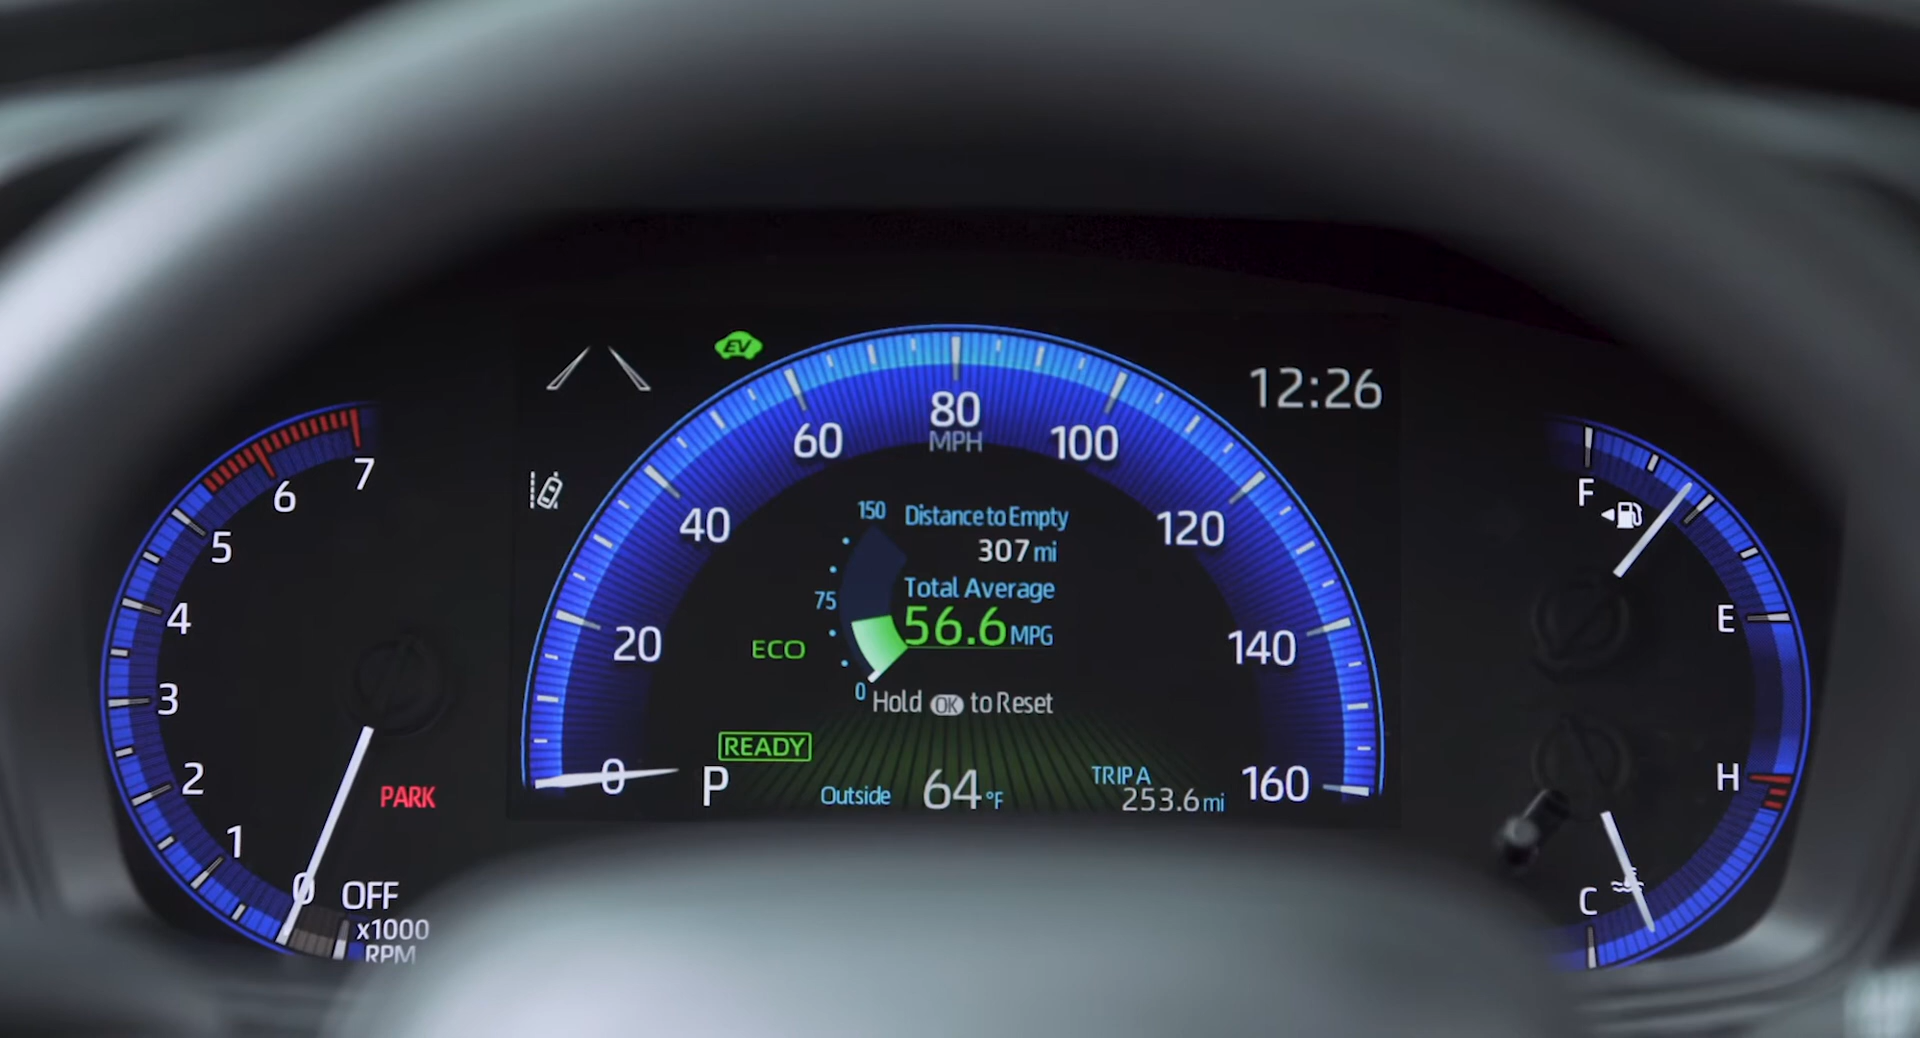 EV
12:26
7
6
5
4
3
2
1
0
OFF
x1000
RPM
PARK
0
20
40
60
80
MPH
100
120
140
160
150
75
0
Distance to Empty
307 mi
Total Average
56.6 MPG
ECO
Hold OK to Reset
READY
P
Outside 64°F
TRIP A
253.6 mi
F
E
H
C